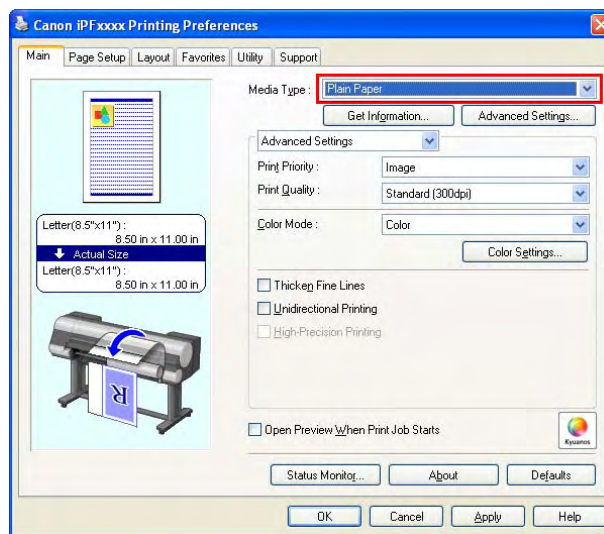 Canon iPFxxxx Printing Preferences
Main Page Setup Layout Favorites Utility Support
Media Type : Plain Paper
Get Information... Advanced Settings...
Advanced Settings
Print Priority : Image
Print Quality : Standard (300dpi)
Color Mode : Color
Color Settings...
Letter(8.5"x11") :
8.50 in x 11.00 in
Actual Size
Letter(8.5"x11") :
8.50 in x 11.00 in
R
Thicken Fine Lines
Unidirectional Printing
High-Precision Printing
Open Preview When Print Job Starts
Kyuanos
Status Monitor... About Defaults
OK Cancel Apply Help